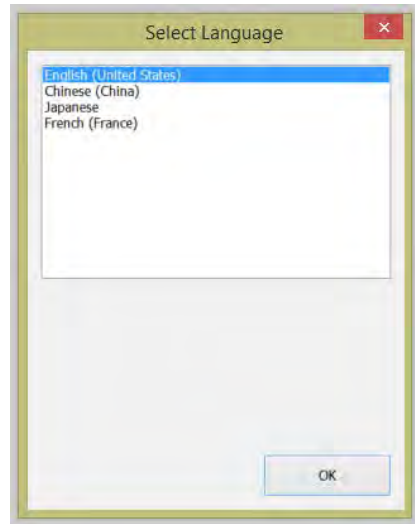 Select Language
English (United States)
Chinese (China)
Japanese
French (France)
OK